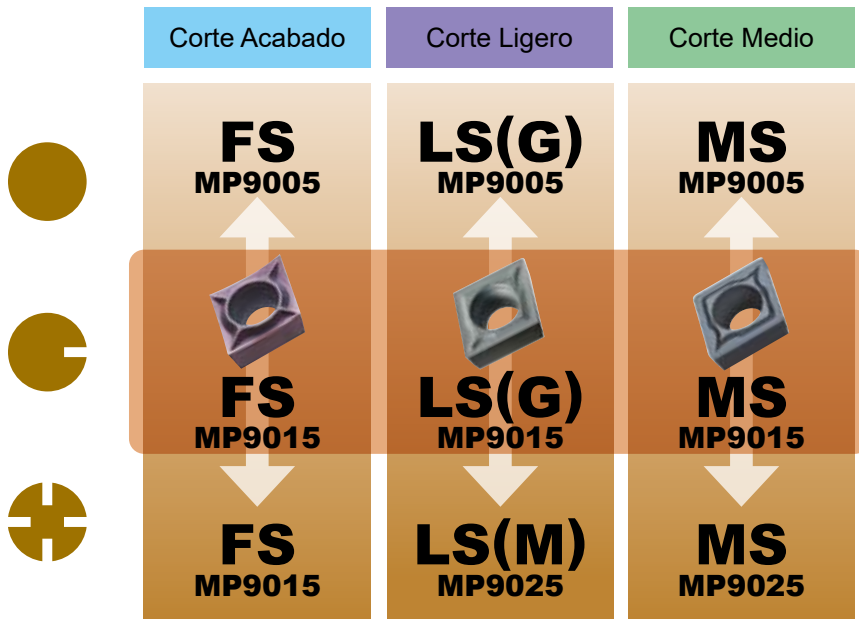 Corte Acabado
Corte Ligero
Corte Medio
FS
MP9005
LS(G)
MP9005
MS
MP9005
FS
MP9015
LS(G)
MP9015
MS
MP9015
FS
MP9015
LS(M)
MP9025
MS
MP9025